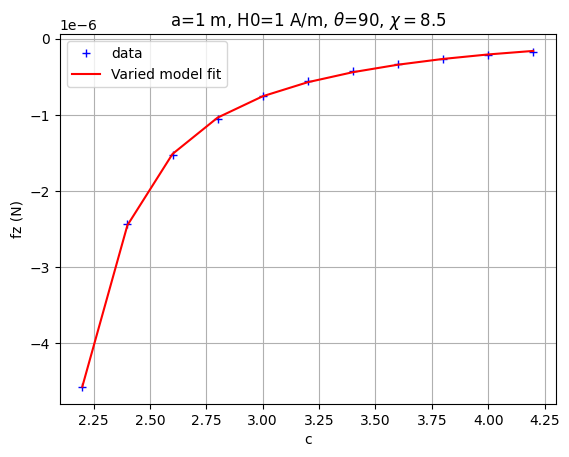 a=1 m, H0=1 A/m, θ=90, χ = 8.5
1e−6
data
Varied model fit
0
−1
−2
−3
−4
fz (N)
2.25 2.50 2.75 3.00 3.25 3.50 3.75 4.00 4.25
c